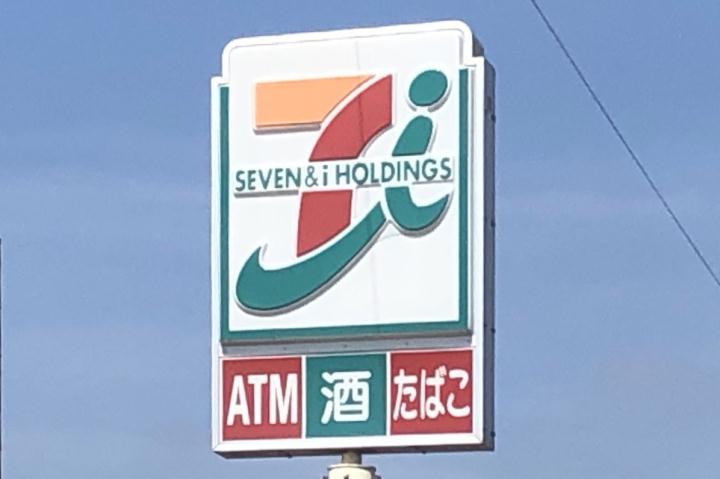 SEVEN&i HOLDINGS
ATM 酒 たばこ